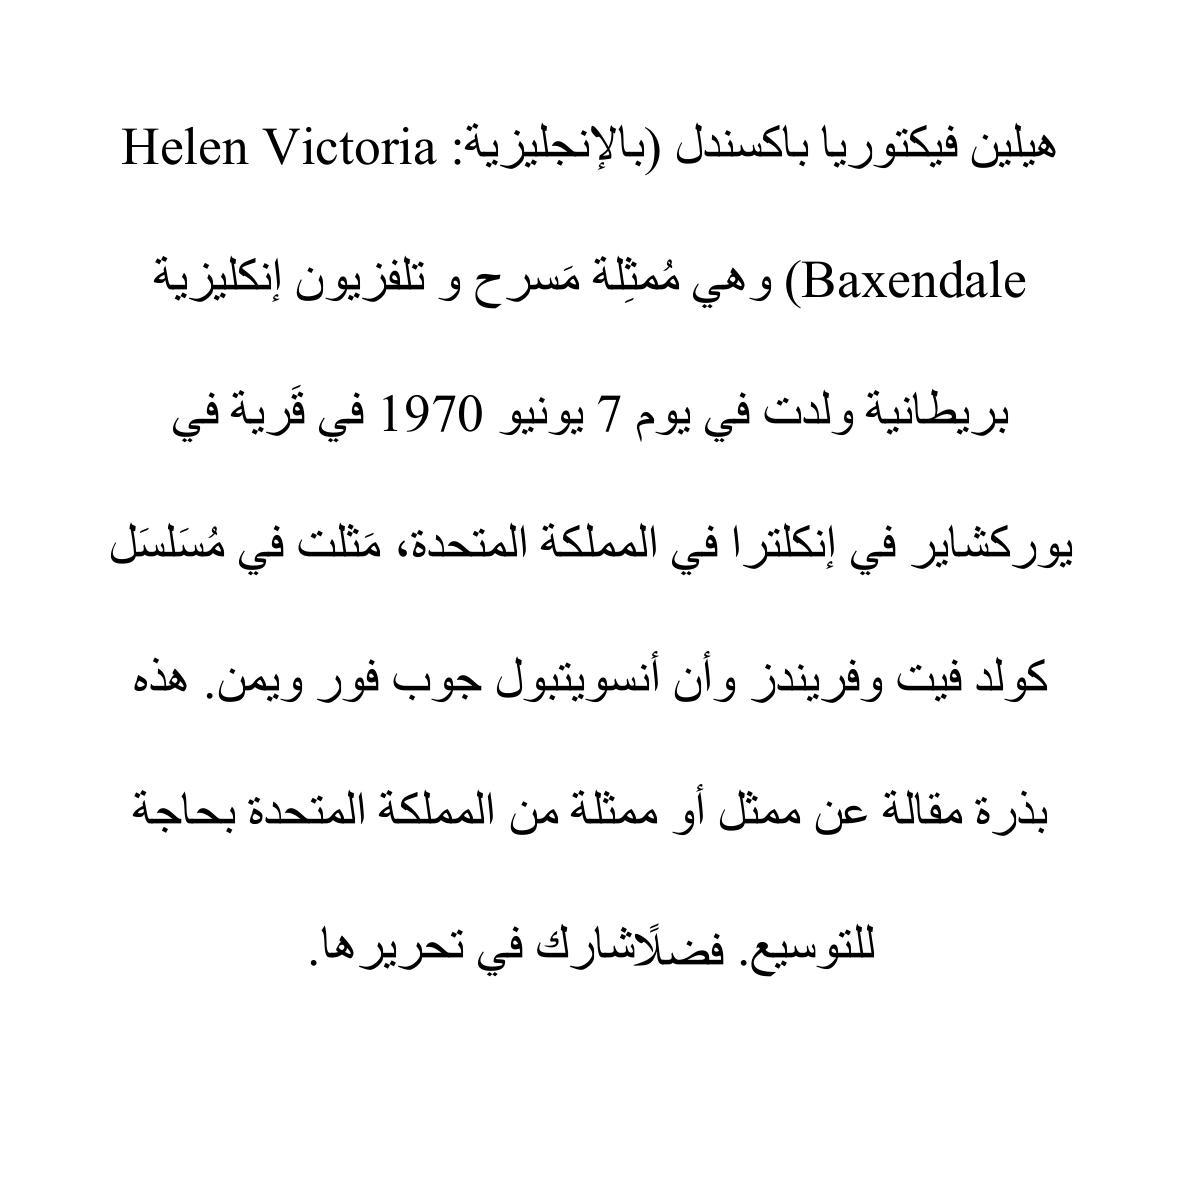 هيلين فيكتوريا باكسندل (بالإنجليزية: Helen Victoria
Baxendale) وهي مُمثِلة مَسرح و تلفزيون إنكليزية
بريطانية ولدت في يوم 7 يونيو 1970 في قَرية في
يوركشاير في إنكلترا في المملكة المتحدة، مَثلت في مُسَلسَل
كولد فيت وفريندز وأن أنسويتبول جوب فور ويمن. هذه
بذرة مقالة عن ممثل أو ممثلة من المملكة المتحدة بحاجة
للتوسيع. فضلًاشارك في تحريرها.